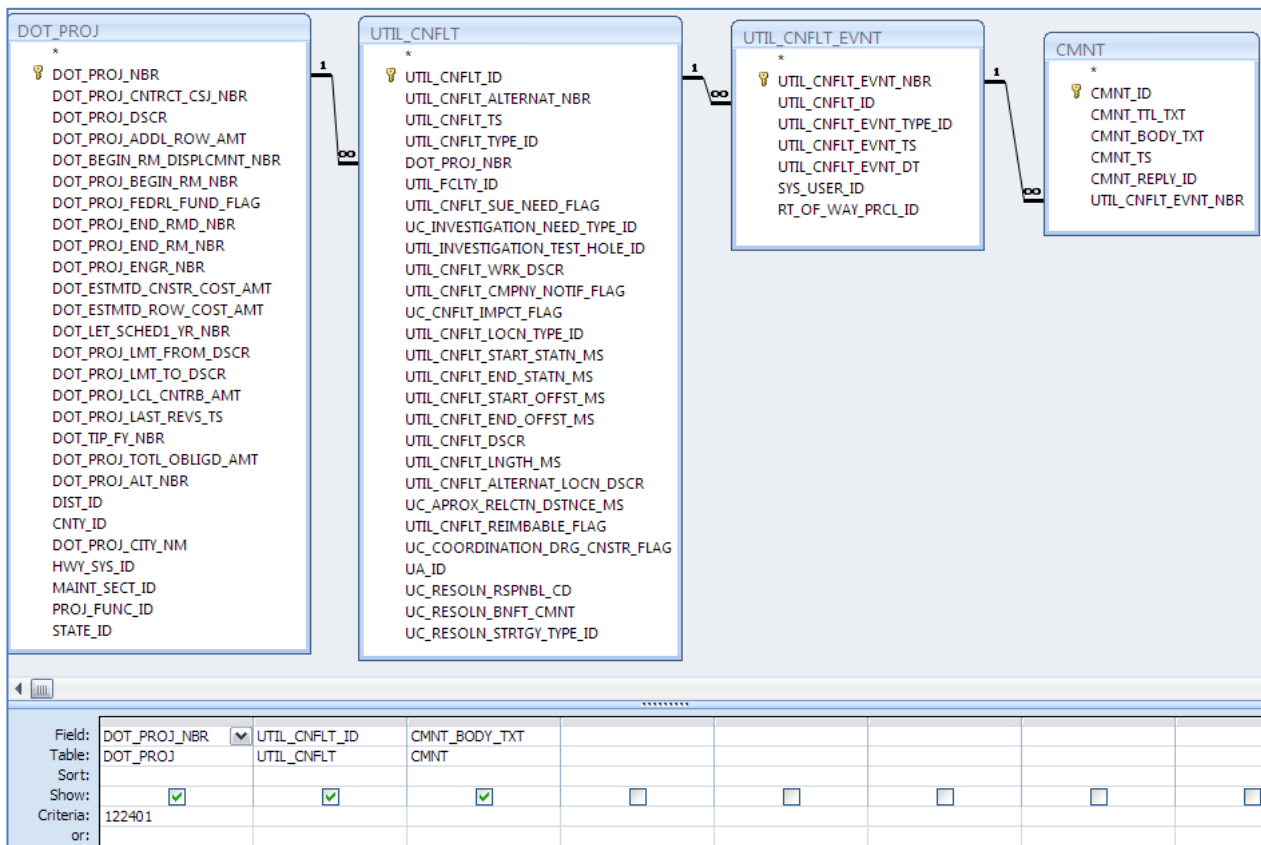 DOT_PROJ
*
DOT_PROJ_NBR
DOT_PROJ_CNTRCT_CSJ_NBR
DOT_PROJ_DSCR
DOT_PROJ_ADDL_ROW_AMT
DOT_BEGIN_RM_DISPLCMNT_NBR
DOT_PROJ_BEGIN_RM_NBR
DOT_PROJ_FEDRL_FUND_FLAG
DOT_PROJ_END_RMD_NBR
DOT_PROJ_END_RM_NBR
DOT_PROJ_ENGR_NBR
DOT_ESTMTD_CNSTR_COST_AMT
DOT_ESTMTD_ROW_COST_AMT
DOT_LET_SCHED1_YR_NBR
DOT_PROJ_LMT_FROM_DSCR
DOT_PROJ_LMT_TO_DSCR
DOT_PROJ_LCL_CNTRB_AMT
DOT_PROJ_LAST_REVS_TS
DOT_TIP_FY_NBR
DOT_PROJ_TOTL_OBLIGD_AMT
DOT_PROJ_ALT_NBR
DIST_ID
CNTY_ID
DOT_PROJ_CITY_NM
HWY_SYS_ID
MAINT_SECT_ID
PROJ_FUNC_ID
STATE_ID
1
∞
UTIL_CNFLT
*
UTIL_CNFLT_ID
UTIL_CNFLT_ALTERNAT_NBR
UTIL_CNFLT_TS
UTIL_CNFLT_TYPE_ID
DOT_PROJ_NBR
UTIL_FCLTY_ID
UTIL_CNFLT_SUE_NEED_FLAG
UC_INVESTIGATION_NEED_TYPE_ID
UTIL_INVESTIGATION_TEST_HOLE_ID
UTIL_CNFLT_WRK_DSCR
UTIL_CNFLT_CMPNY_NOTIF_FLAG
UC_CNFLT_IMPCT_FLAG
UTIL_CNFLT_LOCN_TYPE_ID
UTIL_CNFLT_START_STATN_MS
UTIL_CNFLT_END_STATN_MS
UTIL_CNFLT_START_OFFST_MS
UTIL_CNFLT_END_OFFST_MS
UTIL_CNFLT_DSCR
UTIL_CNFLT_LNGTH_MS
UTIL_CNFLT_ALTERNAT_LOCN_DSCR
UC_APROX_RELCTN_DSTNCE_MS
UTIL_CNFLT_REIMBABLE_FLAG
UC_COORDINATION_DRG_CNSTR_FLAG
UA_ID
UC_RESOLN_RSPNBL_CD
UC_RESOLN_BNFT_CMNT
UC_RESOLN_STRTGY_TYPE_ID
1
∞
UTIL_CNFLT_EVNT
*
UTIL_CNFLT_EVNT_NBR
UTIL_CNFLT_ID
UTIL_CNFLT_EVNT_TYPE_ID
UTIL_CNFLT_EVNT_TS
UTIL_CNFLT_EVNT_DT
SYS_USER_ID
RT_OF_WAY_PRCL_ID
1
∞
CMNT
*
CMNT_ID
CMNT_TTL_TXT
CMNT_BODY_TXT
CMNT_TS
CMNT_REPLY_ID
UTIL_CNFLT_EVNT_NBR
Field: DOT_PROJ_NBR UTIL_CNFLT_ID CMNT_BODY_TXT
Table: DOT_PROJ UTIL_CNFLT CMNT
Sort:
Show:
Criteria: 122401
or: